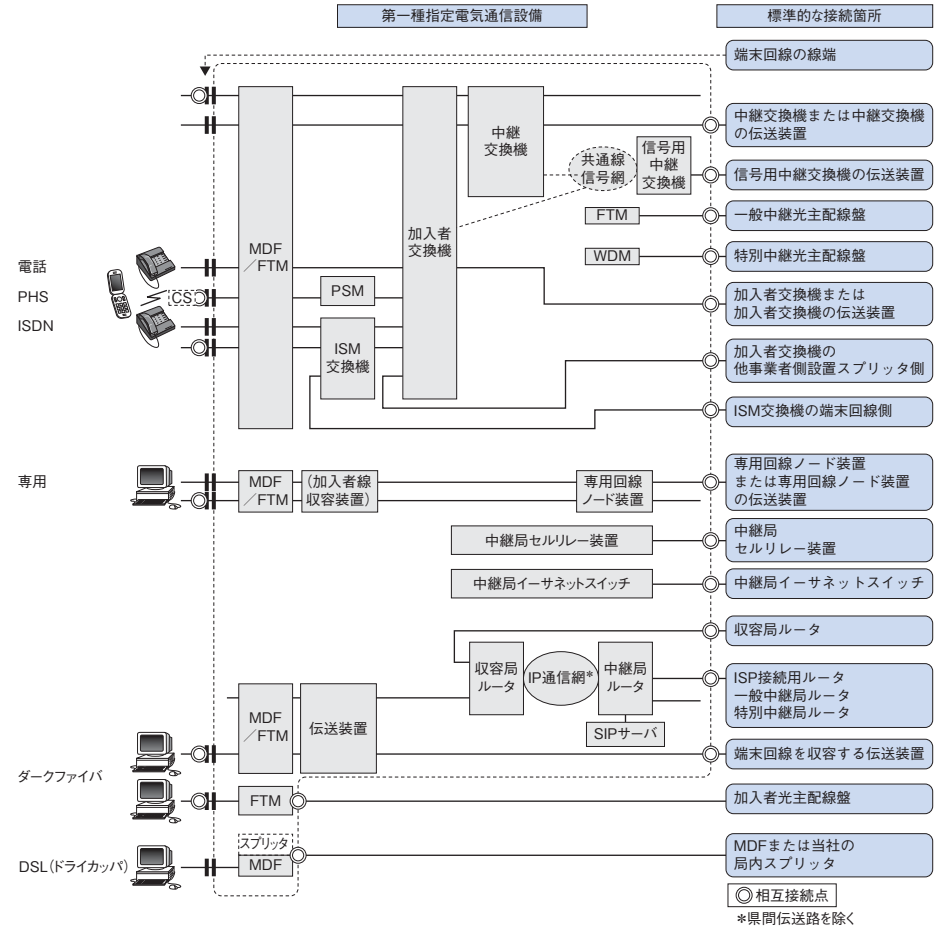 第一種指定電気通信設備
標準的な接続箇所
端末回線の線端
中継交換機または中継交換機
の伝送装置
信号用中継交換機の伝送装置
一般中継光主配線盤
特別中継光主配線盤
加入者交換機または
加入者交換機の伝送装置
加入者交換機の
他事業者側設置スプリッタ側
ISM交換機の端末回線側
専用回線ノード装置
または専用回線ノード装置
の伝送装置
中継局
セルリレー装置
中継局イーサネットスイッチ
収容局ルータ
ISP接続用ルータ
一般中継局ルータ
特別中継局ルータ
端末回線を収容する伝送装置
加入者光主配線盤
MDFまたは当社の
局内スプリッタ
◎相互接続点
*県間伝送路を除く
電話
PHS
ISDN
CS
MDF
/FTM
PSM
ISM
交換機
加入者
交換機
中継
交換機
共通線
信号網
信号用
中継
交換機
FTM
WDM
専用
MDF
/FTM
(加入者線
収容装置)
専用回線
ノード装置
中継局セルリレー装置
中継局イーサネットスイッチ
収容局
ルータ
IP通信網*
中継局
ルータ
SIPサーバ
MDF
/FTM
伝送装置
ダークファイバ
FTM
スプリッタ
MDF
DSL(ドライカッパ)